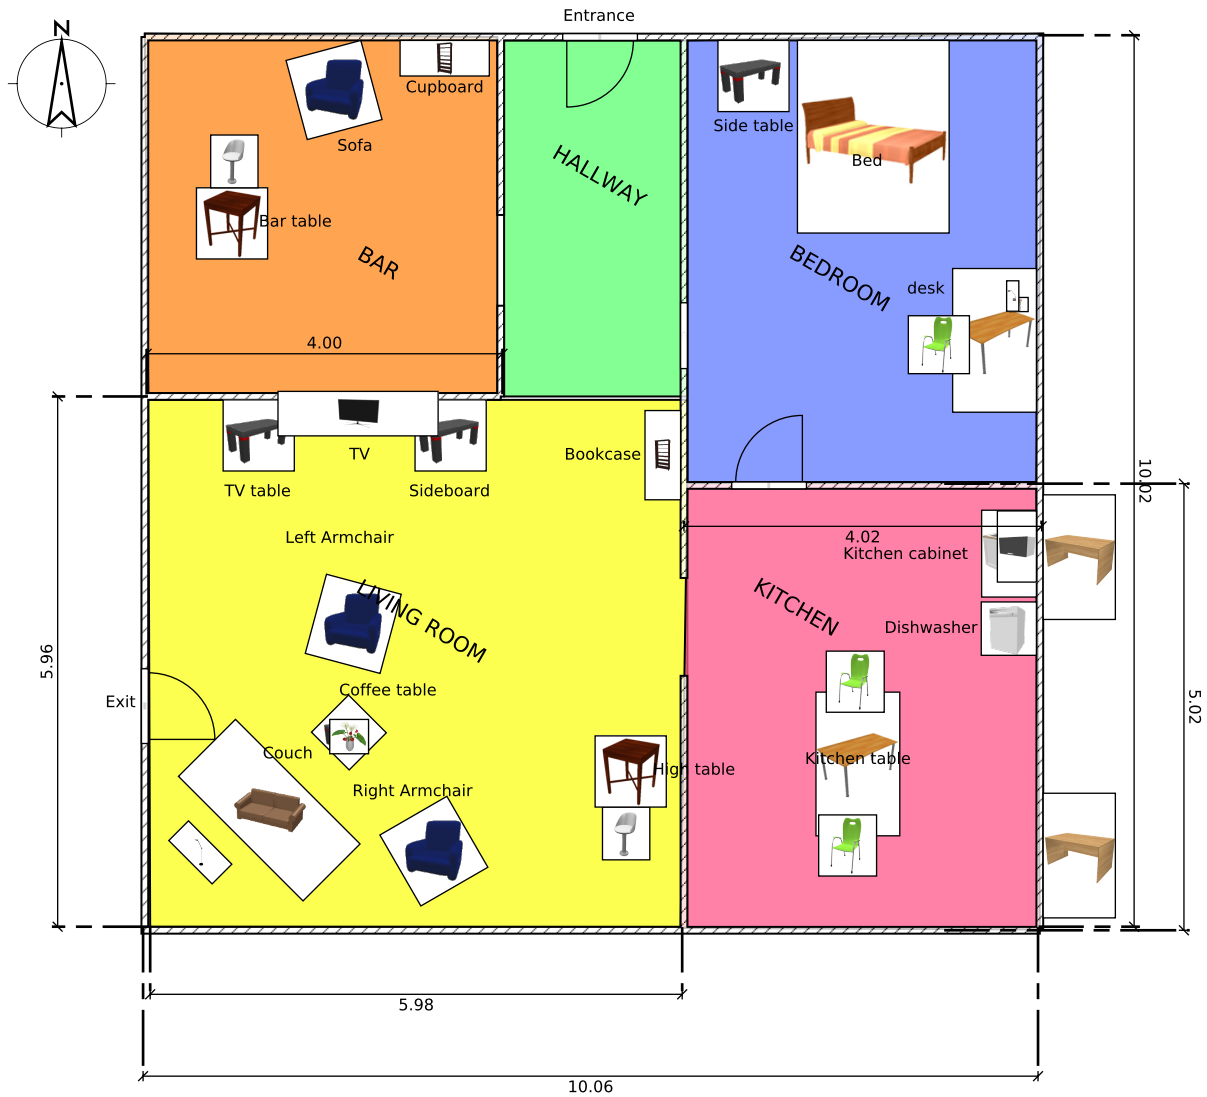 Entrance
N
Cupboard
Side table
Sofa
HALLWAY
Bed
Bar table
BAR
BEDROOM
desk
4.00
TV
Bookcase
10.02
TV table
Sideboard
Left Armchair
4.02
Kitchen cabinet
LIVING ROOM
KITCHEN
Dishwasher
5.96
Coffee table
Exit
5.02
Couch
Kitchen table
High table
Right Armchair
5.98
10.06